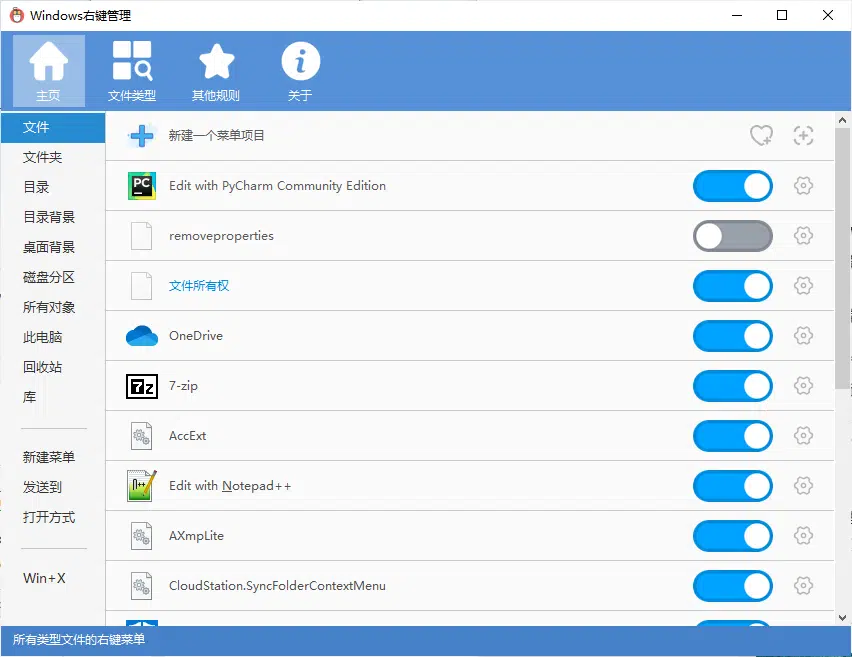 Windows右键管理
主页
文件类型
其他规则
关于
文件
文件夹
目录
目录背景
桌面背景
磁盘分区
所有对象
此电脑
回收站
库
新建菜单
发送到
打开方式
Win+X
新建一个菜单项目
PC
Edit with PyCharm Community Edition
removeproperties
文件所有权
OneDrive
7z
7-zip
AccExt
Edit with Notepad++
AXmpLite
CloudStation.SyncFolderContextMenu
所有类型文件的右键菜单